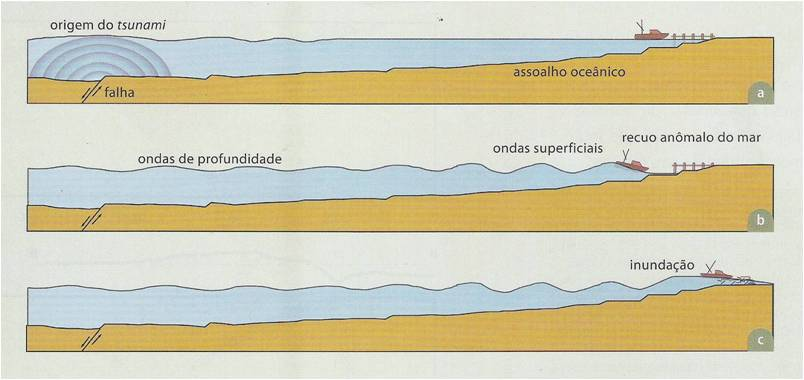 origem do tsunami
assoalho oceânico
falha
a
recuo anômalo do mar
ondas superficiais
ondas de profundidade
b
inundação
c